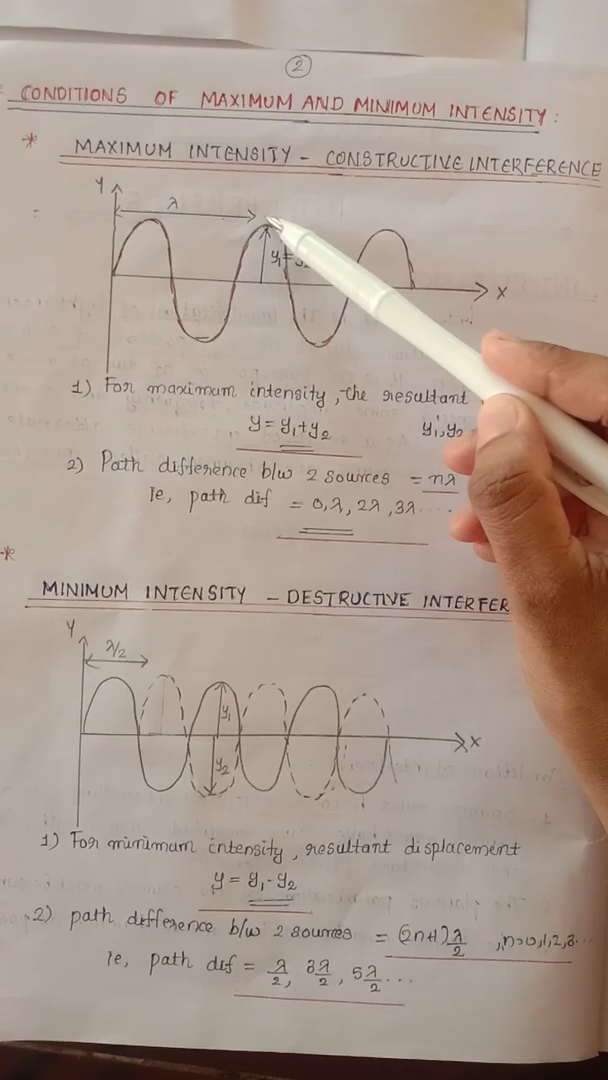 2
CONDITIONS OF MAXIMUM AND MINIMUM INTENSITY:
* MAXIMUM INTENSITY - CONSTRUCTIVE INTERFERENCE
Y
λ
y₁=
X
1) For maximum intensity, the resultant
y = y₁+y₂ y₁,y₂
2) Path difference b/w 2 sources = nλ
Ie, path dif = 0,λ, 2λ, 3λ....
*
MINIMUM INTENSITY - DESTRUCTIVE INTERFER
Y
λ/2
y₁
X
y₂
1) For minimum intensity, resultant displacement
y = y₁-y₂
2) path difference b/w 2 sources = (2n+1)λ/2 ,n=0,1,2,3...
Ie, path dif = λ/2, 3λ/2, 5λ/2...